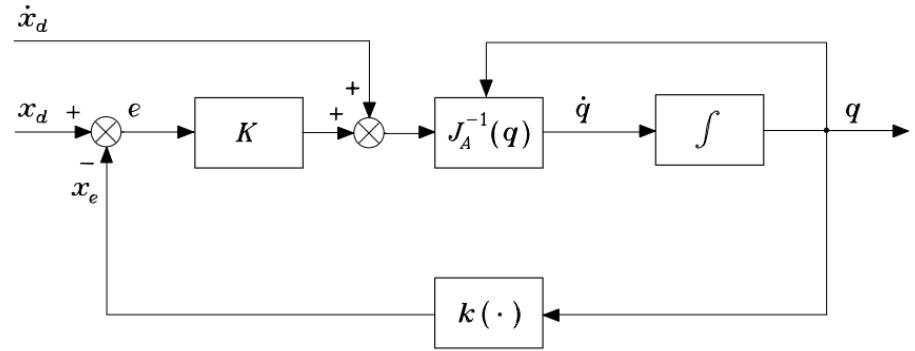 ẋ_d
x_d + e
K
+
+
J_A^{-1}(q)
q̇
∫
q
−
x_e
k(·)